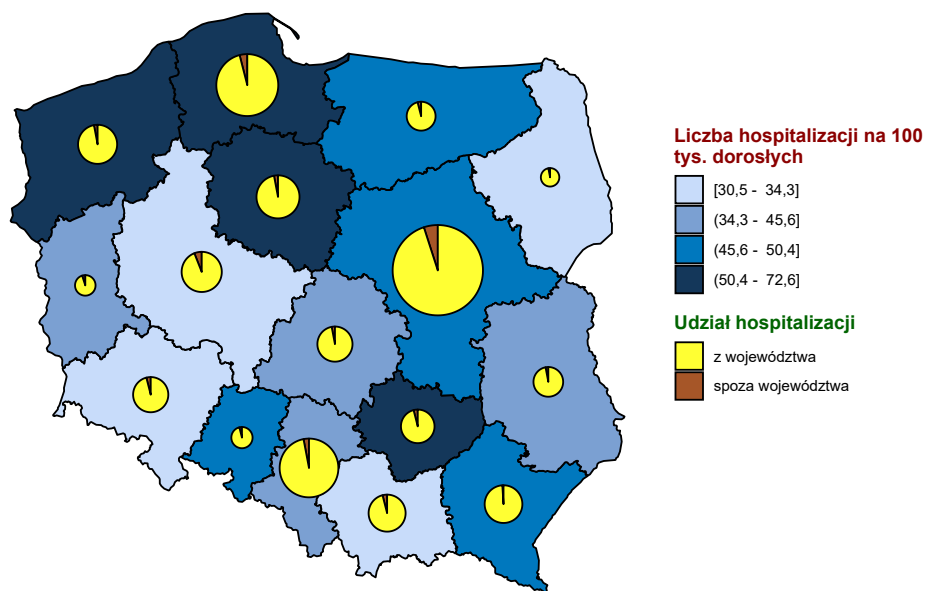 Liczba hospitalizacji na 100
tys. dorosłych
[30,5 - 34,3]
(34,3 - 45,6]
(45,6 - 50,4]
(50,4 - 72,6]
Udział hospitalizacji
z województwa
spoza województwa